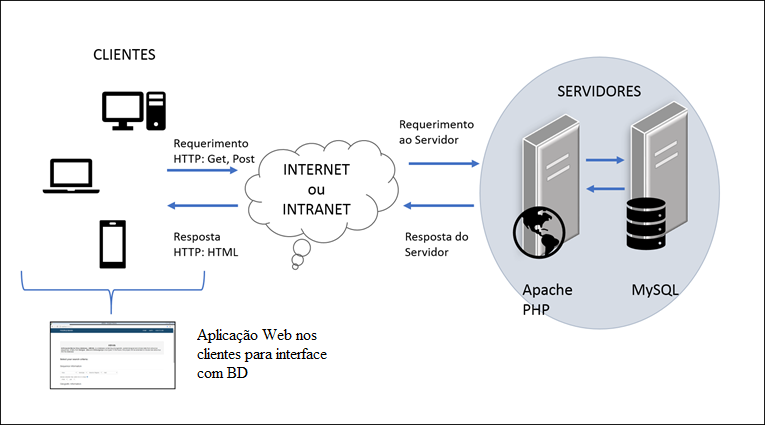 CLIENTES
SERVIDORES
Requerimento
HTTP: Get, Post
Requerimento
ao Servidor
INTERNET
ou
INTRANET
Resposta
HTTP: HTML
Resposta do
Servidor
Apache
PHP
MySQL
Aplicação Web nos
clientes para interface
com BD